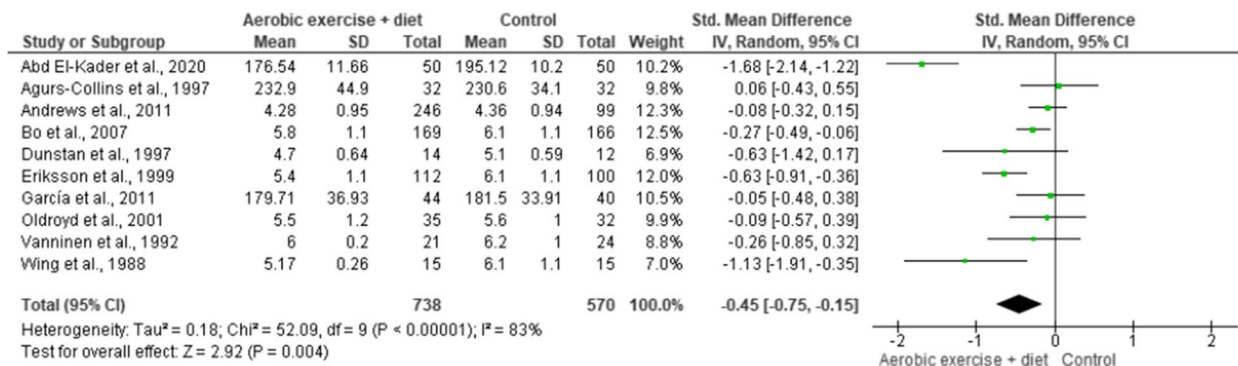 Aerobic exercise + diet Control Std. Mean Difference Std. Mean Difference
Study or Subgroup Mean SD Total Mean SD Total Weight IV, Random, 95% CI IV, Random, 95% CI
Abd El-Kader et al., 2020 176.54 11.66 50 195.12 10.2 50 10.2% -1.68 [-2.14, -1.22]
Agurs-Collins et al., 1997 232.9 44.9 32 230.6 34.1 32 9.8% 0.06 [-0.43, 0.55]
Andrews et al., 2011 4.28 0.95 246 4.36 0.94 99 12.3% -0.08 [-0.32, 0.15]
Bo et al., 2007 5.8 1.1 169 6.1 1.1 166 12.5% -0.27 [-0.49, -0.06]
Dunstan et al., 1997 4.7 0.64 14 5.1 0.59 12 6.9% -0.63 [-1.42, 0.17]
Eriksson et al., 1999 5.4 1.1 112 6.1 1.1 100 12.0% -0.63 [-0.91, -0.36]
García et al., 2011 179.71 36.93 44 181.5 33.91 40 10.6% -0.05 [-0.48, 0.38]
Oldroyd et al., 2001 5.5 1.2 35 5.6 1 32 9.9% -0.09 [-0.57, 0.39]
Vanninen et al., 1992 6 0.2 21 6.2 1 24 8.8% -0.26 [-0.85, 0.32]
Wing et al., 1988 5.17 0.26 15 6.1 1.1 15 7.0% -1.13 [-1.91, -0.35]
Total (95% CI) 738 570 100.0% -0.45 [-0.75, -0.15]
Heterogeneity: Tau² = 0.18; Chi² = 52.09, df = 9 (P < 0.00001); I² = 83%
Test for overall effect: Z = 2.92 (P = 0.004)
-2 -1 0 1 2
Aerobic exercise + diet Control